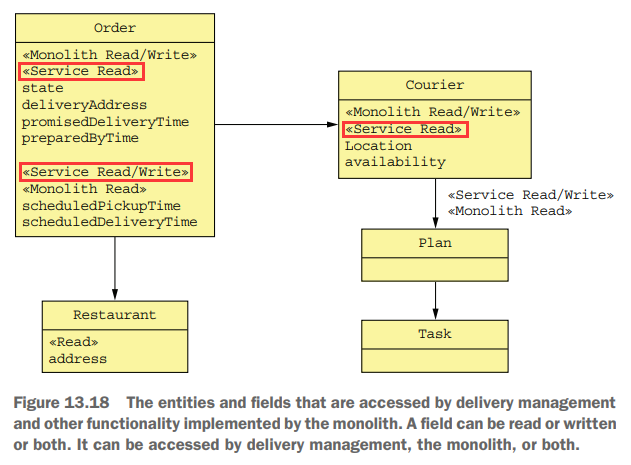 Order
«Monolith Read/Write»
«Service Read»
state
deliveryAddress
promisedDeliveryTime
preparedByTime
«Service Read/Write»
«Monolith Read»
scheduledPickupTime
scheduledDeliveryTime
Courier
«Monolith Read/Write»
«Service Read»
Location
availability
«Service Read/Write»
«Monolith Read»
Plan
Task
Restaurant
«Read»
address
Figure 13.18 The entities and fields that are accessed by delivery management
and other functionality implemented by the monolith. A field can be read or written
or both. It can be accessed by delivery management, the monolith, or both.